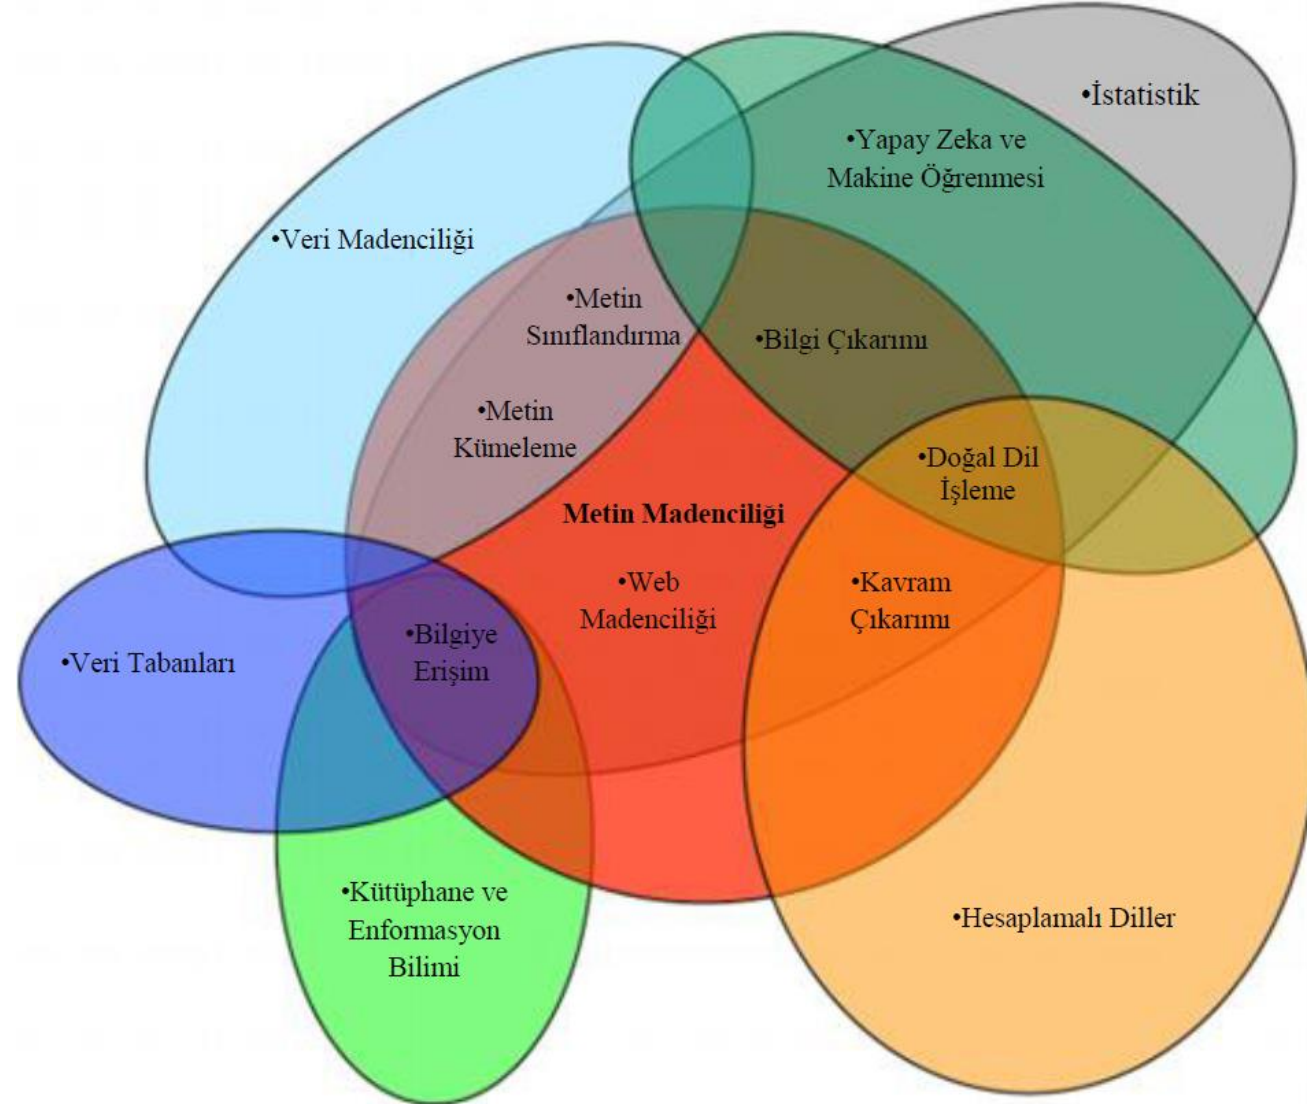 •İstatistik
•Yapay Zeka ve
Makine Öğrenmesi
•Veri Madenciliği
•Metin
Sınıflandırma
•Bilgi Çıkarımı
•Metin
Kümeleme
•Doğal Dil
İşleme
Metin Madenciliği
•Web
Madenciliği
•Kavram
Çıkarımı
•Bilgiye
Erişim
•Veri Tabanları
•Kütüphane ve
Enformasyon
Bilimi
•Hesaplamalı Diller